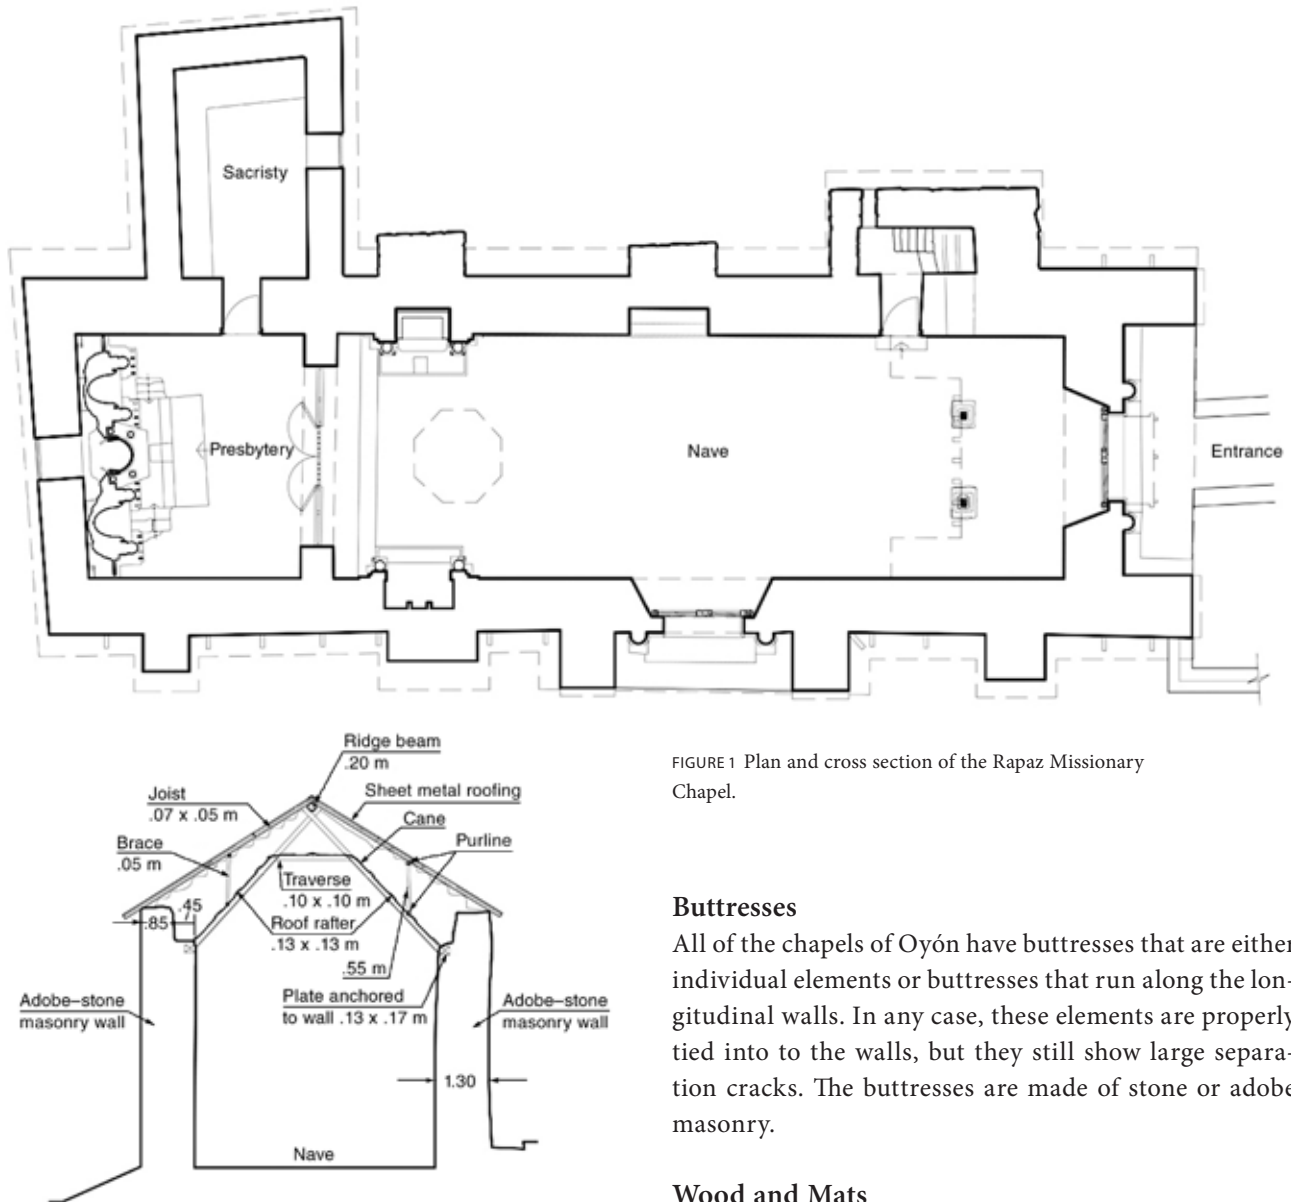 Sacristy
Presbytery
Nave
Entrance
FIGURE 1 Plan and cross section of the Rapaz Missionary
Chapel.
Ridge beam
.20 m
Joist
.07 x .05 m
Sheet metal roofing
Cane
Brace
.05 m
Purline
Traverse
.10 x .10 m
.45
.85
Roof rafter
.13 x .13 m
.55 m
Plate anchored
to wall .13 x .17 m
Adobe–stone
masonry wall
Adobe–stone
masonry wall
1.30
Nave
Buttresses
All of the chapels of Oyón have buttresses that are either
individual elements or buttresses that run along the lon-
gitudinal walls. In any case, these elements are properly
tied into to the walls, but they still show large separa-
tion cracks. The buttresses are made of stone or adobe
masonry.
Wood and Mats